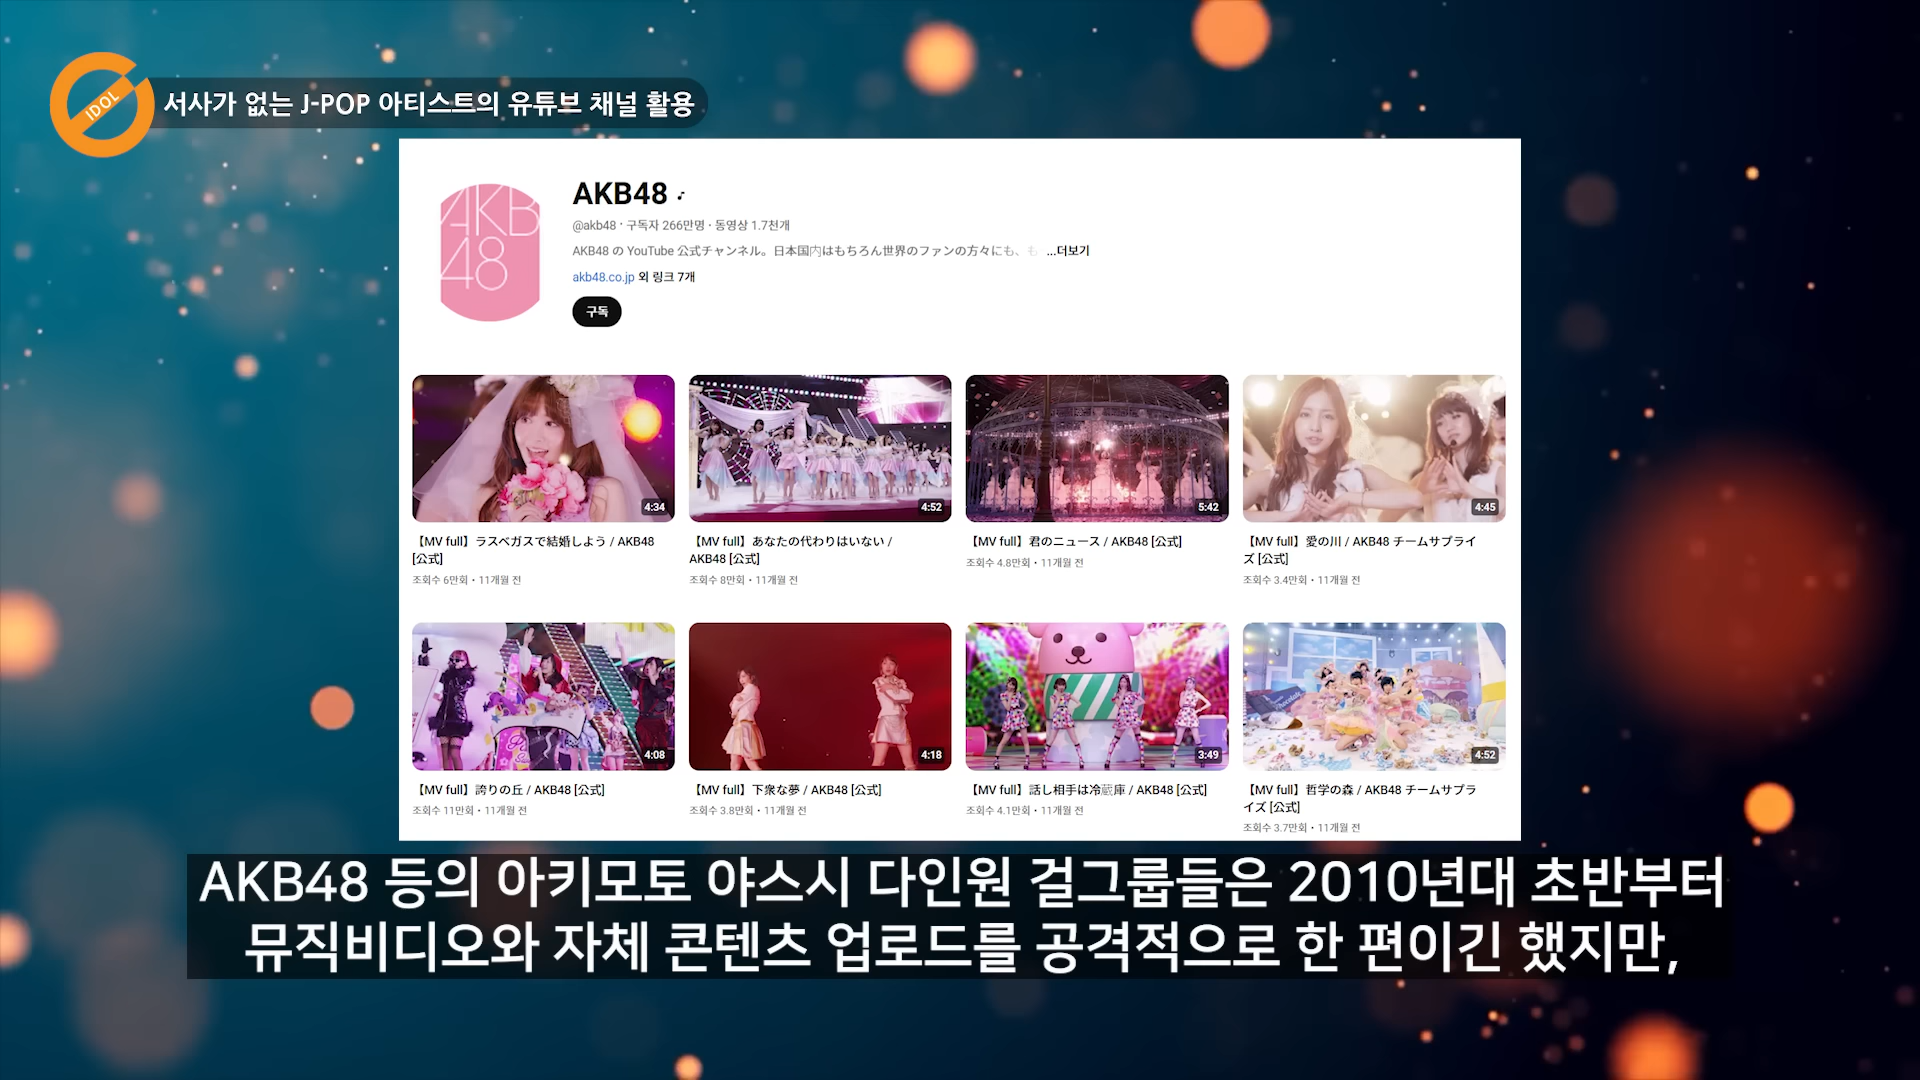 IDOL
서사가 없는 J-POP 아티스트의 유튜브 채널 활용
AKB
48
AKB48 ♪
@akb48 · 구독자 266만명 · 동영상 1.7천개
AKB48 の YouTube 公式チャンネル。日本国内はもちろん世界のファンの方々にも、も ...더보기
akb48.co.jp 외 링크 7개
구독
4:34
4:52
5:42
4:45
【MV full】ラスベガスで結婚しよう / AKB48
[公式]
조회수 6만회 • 11개월 전
【MV full】あなたの代わりはいない /
AKB48 [公式]
조회수 8만회 • 11개월 전
【MV full】君のニュース / AKB48 [公式]
조회수 4.8만회 • 11개월 전
【MV full】愛の川 / AKB48 チームサプライ
ズ [公式]
조회수 3.4만회 • 11개월 전
4:08
4:18
3:49
4:52
【MV full】誇りの丘 / AKB48 [公式]
조회수 11만회 • 11개월 전
【MV full】下衆な夢 / AKB48 [公式]
조회수 3.8만회 • 11개월 전
【MV full】話し相手は冷蔵庫 / AKB48 [公式]
조회수 4.1만회 • 11개월 전
【MV full】哲学の森 / AKB48 チームサプラ
イズ [公式]
조회수 3.7만회 • 11개월 전
AKB48 등의 아키모토 야스시 다인원 걸그룹들은 2010년대 초반부터
뮤직비디오와 자체 콘텐츠 업로드를 공격적으로 한 편이긴 했지만,